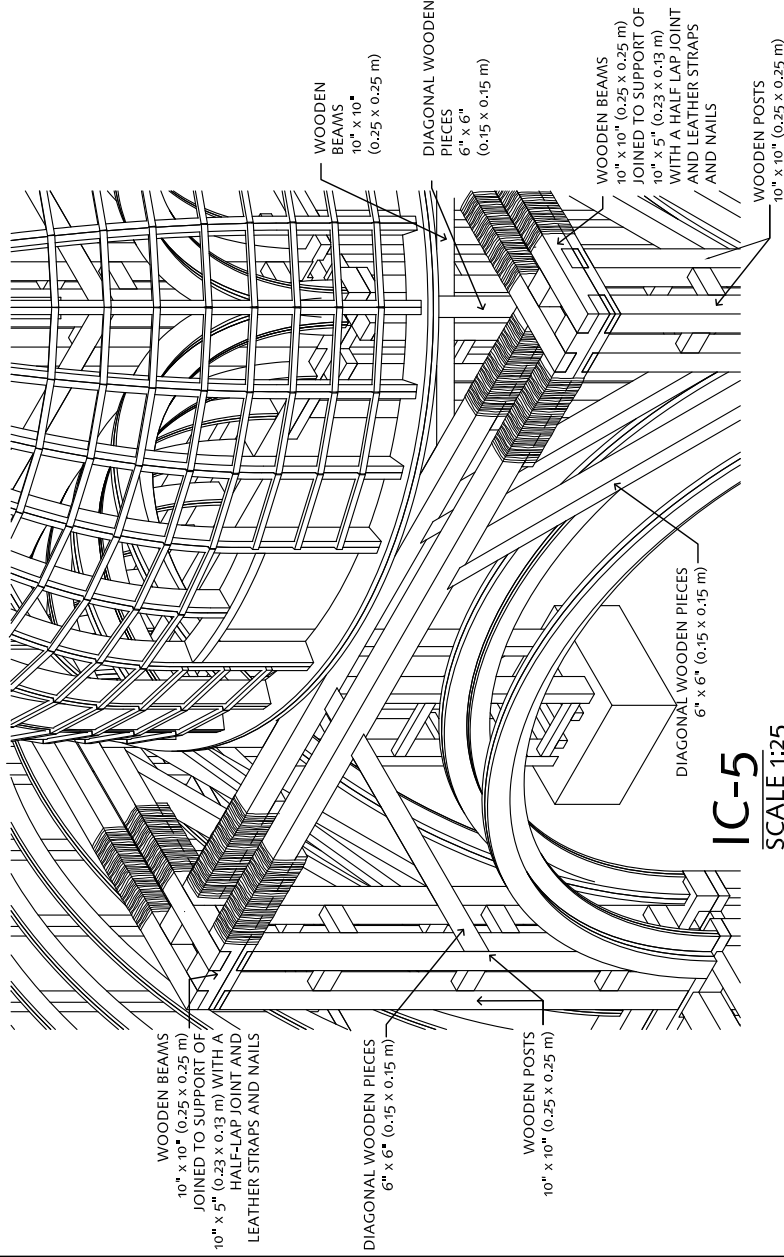 WOODEN
BEAMS
10" x 10"
(0.25 x 0.25 m)
DIAGONAL WOODEN
PIECES
6" x 6"
(0.15 x 0.15 m)
WOODEN BEAMS
10" x 10" (0.25 x 0.25 m)
JOINED TO SUPPORT OF
10" x 5" (0.23 x 0.13 m)
WITH A HALF LAP JOINT
AND LEATHER STRAPS
AND NAILS
WOODEN POSTS
10" x 10" (0.25 x 0.25 m)
DIAGONAL WOODEN PIECES
6" x 6" (0.15 x 0.15 m)
WOODEN BEAMS
10" x 10" (0.25 x 0.25 m)
JOINED TO SUPPORT OF
10" x 5" (0.23 x 0.13 m) WITH A
HALF-LAP JOINT AND
LEATHER STRAPS AND NAILS
DIAGONAL WOODEN PIECES
6" x 6" (0.15 x 0.15 m)
WOODEN POSTS
10" x 10" (0.25 x 0.25 m)
IC-5
SCALE 1:25